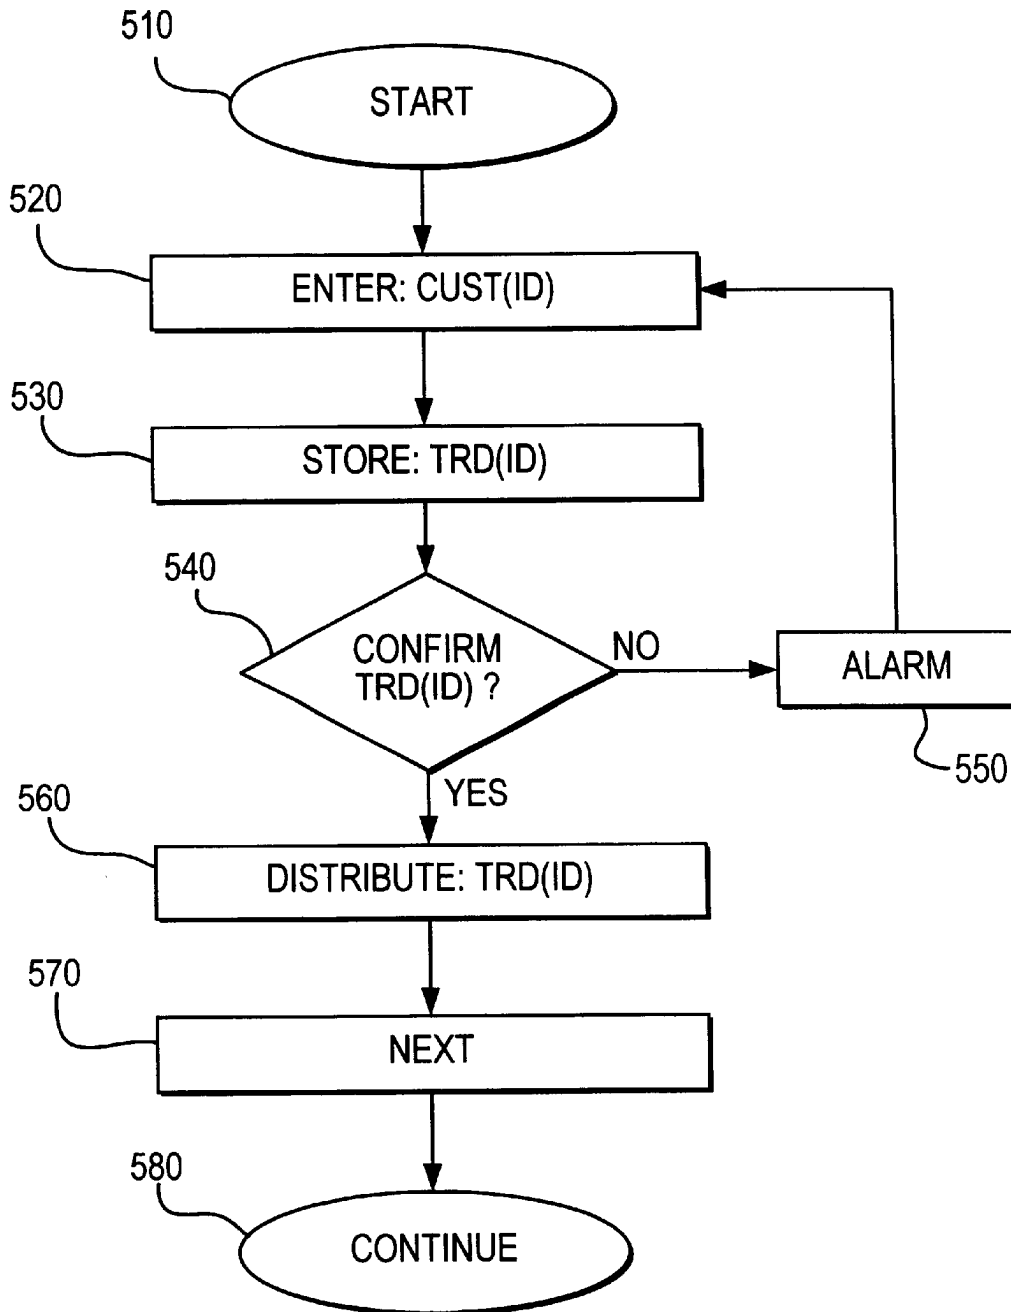 510
START
520
ENTER: CUST(ID)
530
STORE: TRD(ID)
540
CONFIRM
TRD(ID) ?
NO
ALARM
550
YES
560
DISTRIBUTE: TRD(ID)
570
NEXT
580
CONTINUE